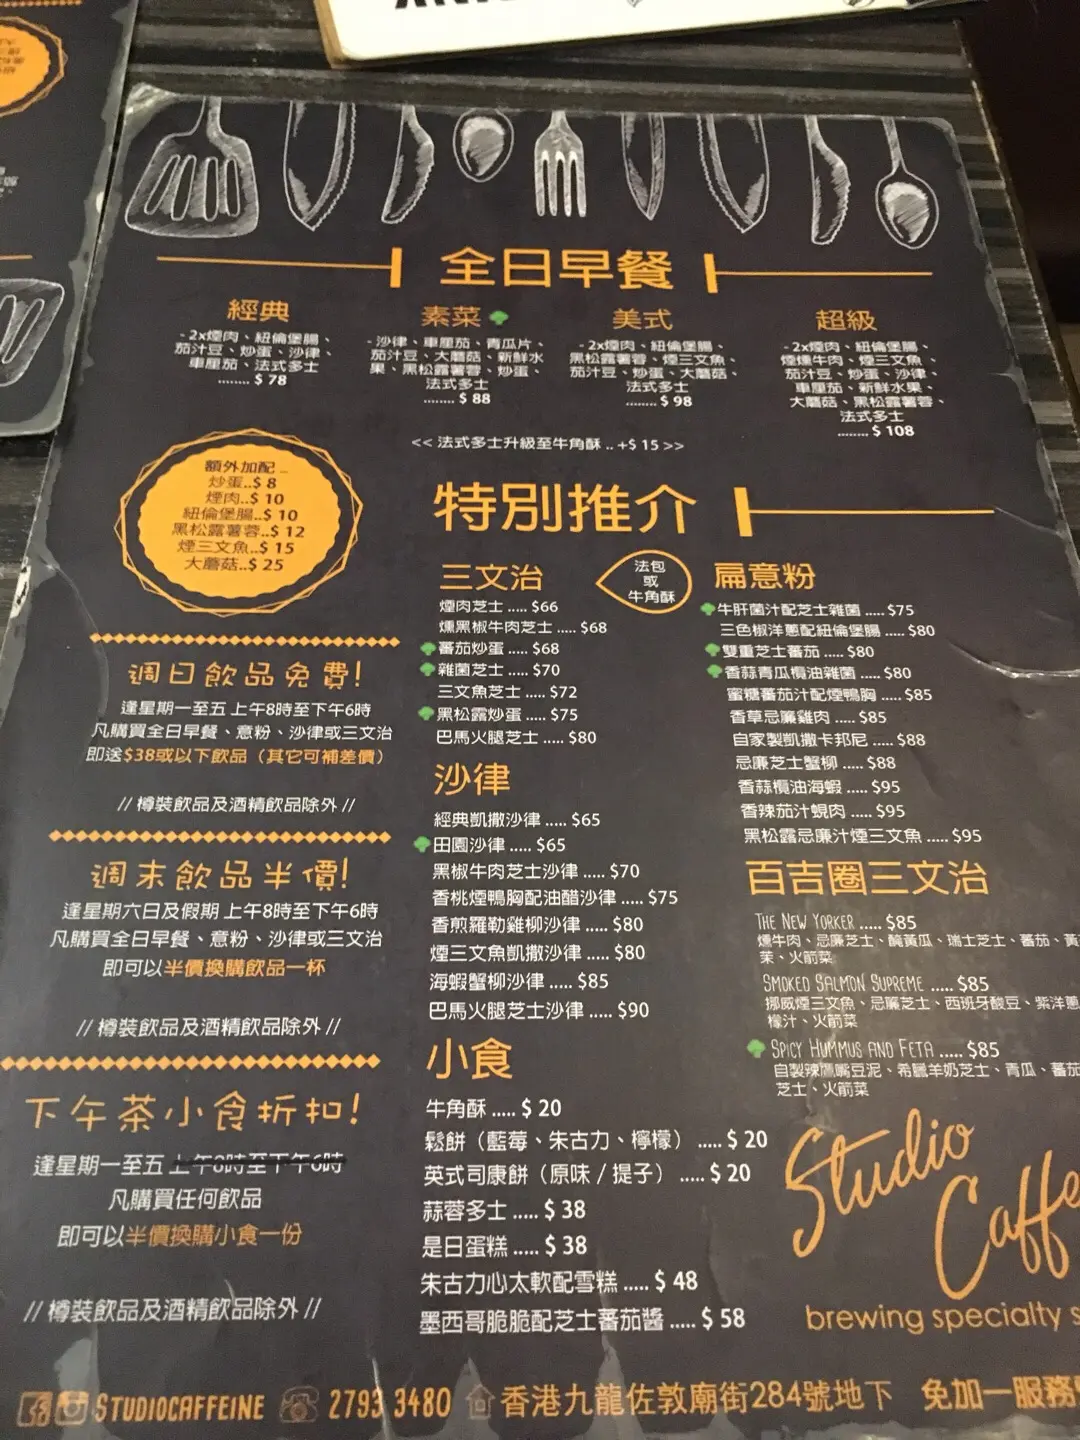 全日早餐
經典
- 2x煙肉、紐倫堡腸、
茄汁豆、炒蛋、沙律、
車厘茄、法式多士
........ $ 78
素菜
- 沙律、車厘茄、青瓜片、
茄汁豆、大蘑菇、新鮮水
果、黑松露薯蓉、炒蛋、
法式多士
........ $ 88
美式
- 2x煙肉、紐倫堡腸、
黑松露薯蓉、煙三文魚、
茄汁豆、炒蛋、大蘑菇、
法式多士
........ $ 98
超級
- 2x煙肉、紐倫堡腸、
煙燻牛肉、煙三文魚、
茄汁豆、炒蛋、沙律、
車厘茄、新鮮水果、
大蘑菇、黑松露薯蓉、
法式多士
........ $ 108
<< 法式多士升級至牛角酥 .. +$ 15 >>
額外加配 ..
炒蛋..$ 8
煙肉..$ 10
紐倫堡腸..$ 10
黑松露薯蓉..$ 12
煙三文魚..$ 15
大蘑菇..$ 25
週日飲品免費!
逢星期一至五 上午8時至下午6時
凡購買全日早餐、意粉、沙律或三文治
即送$38或以下飲品（其它可補差價）
// 樽裝飲品及酒精飲品除外 //
週末飲品半價!
逢星期六日及假期 上午8時至下午6時
凡購買全日早餐、意粉、沙律或三文治
即可以半價換購飲品一杯
// 樽裝飲品及酒精飲品除外 //
下午茶小食折扣!
逢星期一至五 上午8時至下午6時
凡購買任何飲品
即可以半價換購小食一份
// 樽裝飲品及酒精飲品除外 //
特別推介
三文治
法包
或
牛角酥
煙肉芝士 ..... $66
燻黑椒牛肉芝士 ..... $68
蕃茄炒蛋 ..... $68
雜菌芝士 ..... $70
三文魚芝士 ..... $72
黑松露炒蛋 ..... $75
巴馬火腿芝士 ..... $80
沙律
經典凱撒沙律 ..... $65
田園沙律 ..... $65
黑椒牛肉芝士沙律 ..... $70
香桃煙鴨胸配油醋沙律 ..... $75
香煎羅勒雞柳沙律 ..... $80
煙三文魚凱撒沙律 ..... $80
海蝦蟹柳沙律 ..... $85
巴馬火腿芝士沙律 ..... $90
小食
牛角酥 ..... $ 20
鬆餅（藍莓、朱古力、檸檬） ..... $ 20
英式司康餅（原味 / 提子） ..... $ 20
蒜蓉多士 ..... $ 38
是日蛋糕 ..... $ 38
朱古力心太軟配雪糕 ..... $ 48
墨西哥脆脆配芝士蕃茄醬 ..... $ 58
扁意粉
牛肝菌汁配芝士雜菌 ..... $75
三色椒洋蔥配紐倫堡腸 ..... $80
雙重芝士蕃茄 ..... $80
香蒜青瓜欖油雜菌 ..... $80
蜜糖蕃茄汁配煙鴨胸 ..... $85
香草忌廉雞肉 ..... $85
自家製凱撒卡邦尼 ..... $88
忌廉芝士蟹柳 ..... $88
香蒜欖油海蝦 ..... $95
香辣茄汁蜆肉 ..... $95
黑松露忌廉汁煙三文魚 ..... $95
百吉圈三文治
THE NEW YORKER ..... $85
燻牛肉、忌廉芝士、酸黃瓜、瑞士芝士、蕃茄、黃
茉、火箭菜
SMOKED SALMON SUPREME ..... $85
挪威煙三文魚、忌廉芝士、西班牙酸豆、紫洋蔥
檬汁、火箭菜
SPICY HUMMUS AND FETA ..... $85
自製辣鷹嘴豆泥、希臘羊奶芝士、青瓜、蕃茄
芝士、火箭菜
Studio
Caffe
brewing specialty s
STUDIOCAFFEINE 2793 3480 香港九龍佐敦廟街284號地下 免加一服務